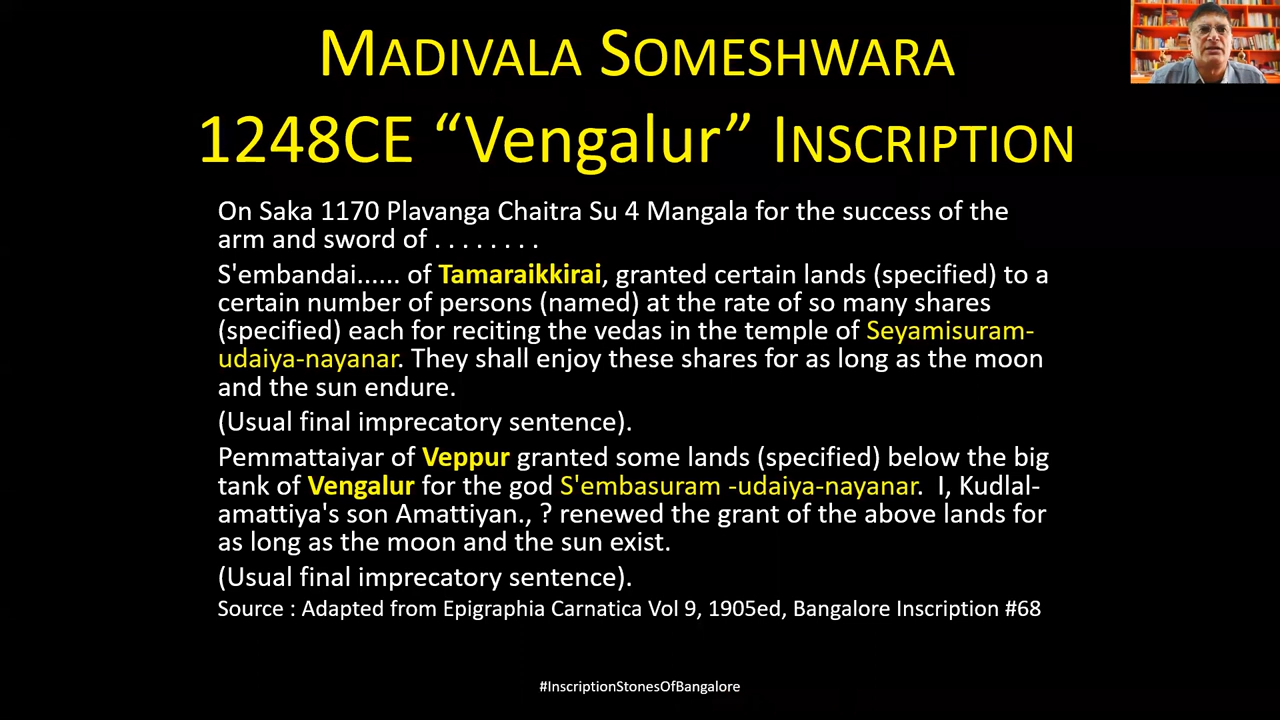 MADIVALA SOMESHWARA
1248CE “Vengalur” INSCRIPTION
On Saka 1170 Plavanga Chaitra Su 4 Mangala for the success of the
arm and sword of . . . . . . . .
S'embandai...... of Tamaraikkirai, granted certain lands (specified) to a
certain number of persons (named) at the rate of so many shares
(specified) each for reciting the vedas in the temple of Seyamisuram-
udaiya-nayanar. They shall enjoy these shares for as long as the moon
and the sun endure.
(Usual final imprecatory sentence).
Pemmattaiyar of Veppur granted some lands (specified) below the big
tank of Vengalur for the god S'embasuram -udaiya-nayanar. I, Kudlal-
amattiya's son Amattiyan., ? renewed the grant of the above lands for
as long as the moon and the sun exist.
(Usual final imprecatory sentence).
Source : Adapted from Epigraphia Carnatica Vol 9, 1905ed, Bangalore Inscription #68
#InscriptionStonesOfBangalore